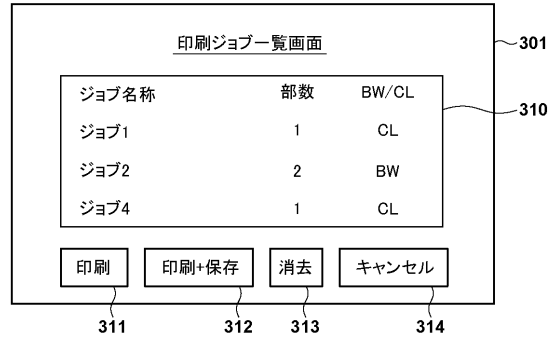 印刷ジョブ一覧画面
301
ジョブ名称 部数 BW/CL
310
ジョブ1 1 CL
ジョブ2 2 BW
ジョブ4 1 CL
印刷 印刷+保存 消去 キャンセル
311 312 313 314